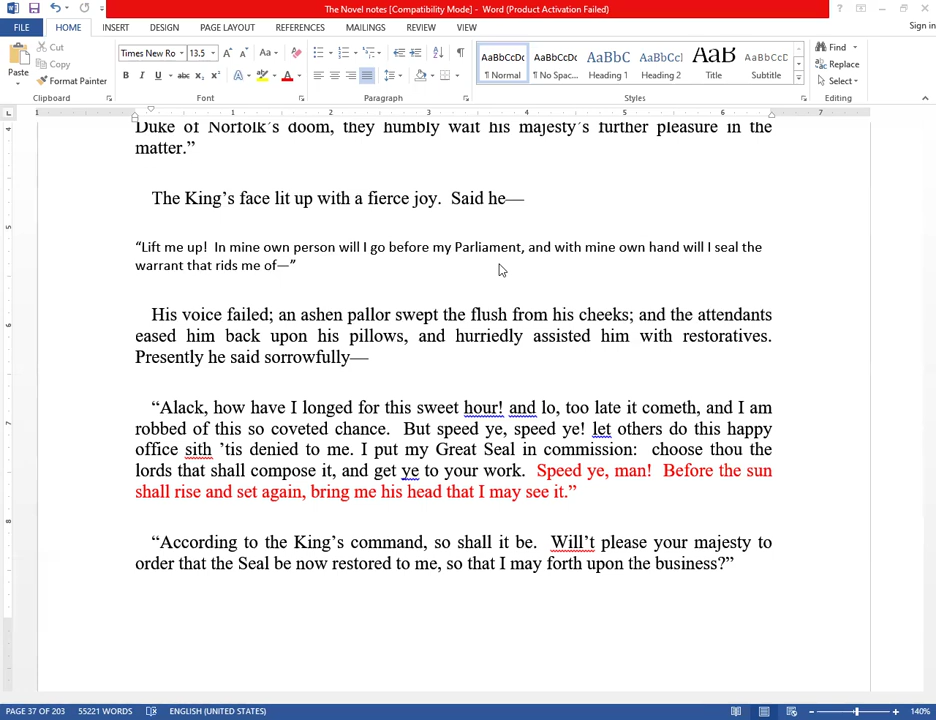 The Novel notes [Compatibility Mode] - Word (Product Activation Failed)
Sign in
FILE HOME INSERT DESIGN PAGE LAYOUT REFERENCES MAILINGS REVIEW VIEW
Paste
Cut
Copy
Format Painter
Clipboard
Times New Ro 13.5
Font
Paragraph
AaBbCcDc AaBbCcDc AaBbC AaBbCcl AaB AaBbCcD
¶ Normal ¶ No Spac... Heading 1 Heading 2 Title Subtitle
Styles
Find
Replace
Select
Editing
1 1 2 3 4 5 6 7
4
5
6
7
8
Duke of Norfolk's doom, they humbly wait his majesty's further pleasure in the
matter.”
The King’s face lit up with a fierce joy.  Said he—
“Lift me up!  In mine own person will I go before my Parliament, and with mine own hand will I seal the
warrant that rids me of—”
His voice failed; an ashen pallor swept the flush from his cheeks; and the attendants
eased him back upon his pillows, and hurriedly assisted him with restoratives.
Presently he said sorrowfully—
“Alack, how have I longed for this sweet hour! and lo, too late it cometh, and I am
robbed of this so coveted chance.  But speed ye, speed ye! let others do this happy
office sith ’tis denied to me. I put my Great Seal in commission:  choose thou the
lords that shall compose it, and get ye to your work.  Speed ye, man!  Before the sun
shall rise and set again, bring me his head that I may see it.”
“According to the King’s command, so shall it be.  Will’t please your majesty to
order that the Seal be now restored to me, so that I may forth upon the business?”
PAGE 37 OF 203 55221 WORDS ENGLISH (UNITED STATES) 140%